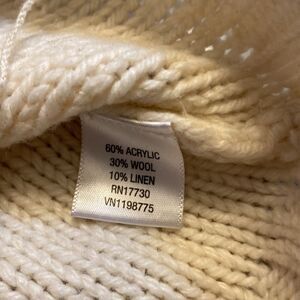 60% ACRYLIC
30% WOOL
10% LINEN
RN17730
VN1198775